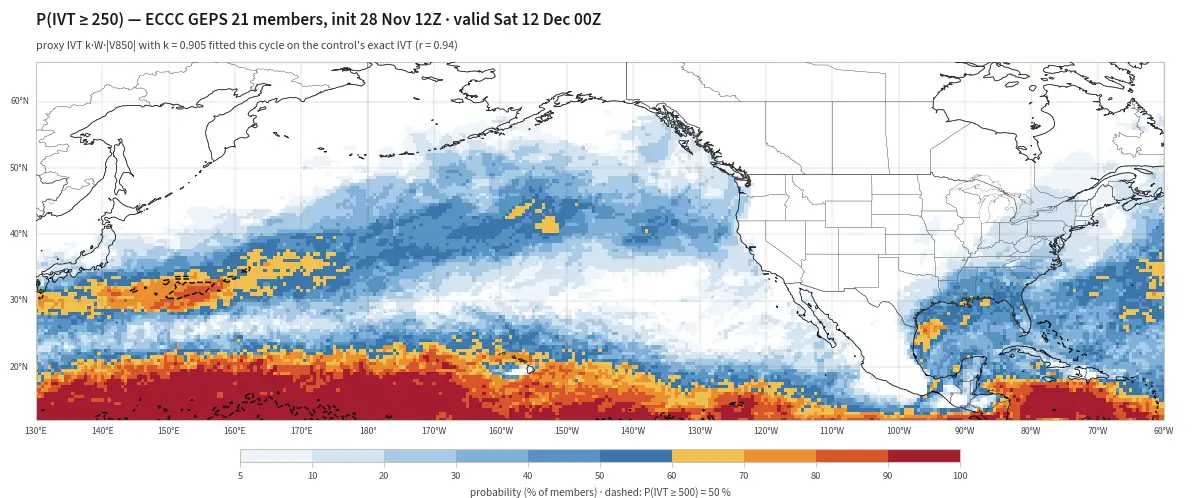 P(IVT ≥ 250) — ECCC GEPS 21 members, init 28 Nov 12Z · valid Sat 12 Dec 00Z
proxy IVT k·W·|V850| with k = 0.905 fitted this cycle on the control's exact IVT (r = 0.94)
60°N
50°N
40°N
30°N
20°N
130°E 140°E 150°E 160°E 170°E 180° 170°W 160°W 150°W 140°W 130°W 120°W 110°W 100°W 90°W 80°W 70°W 60°W
5 10 20 30 40 50 60 70 80 90 100
probability (% of members) · dashed: P(IVT ≥ 500) = 50 %